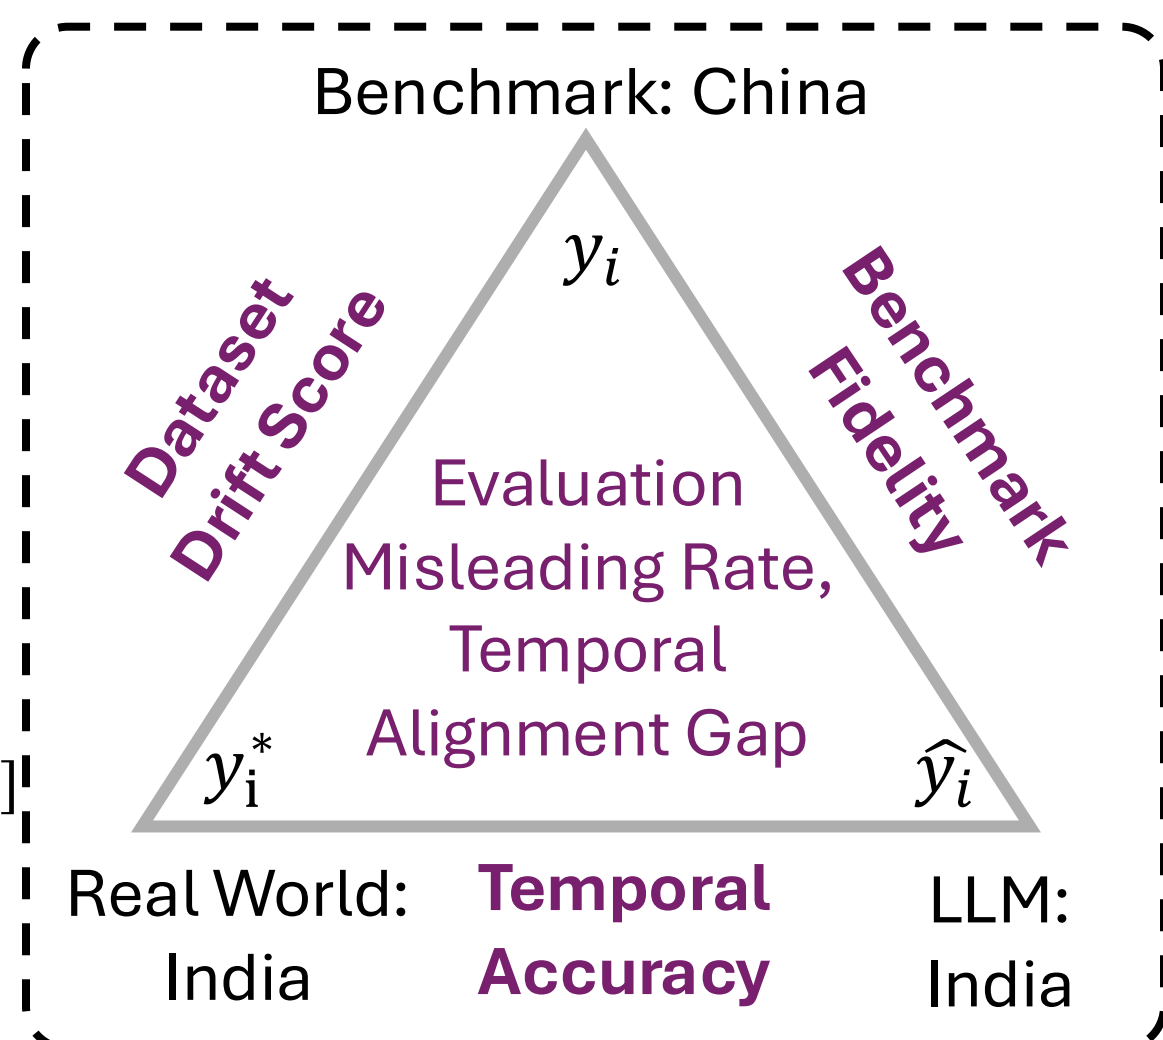 Benchmark: China
y_i
Dataset
Drift Score
Benchmark
Fidelity
Evaluation
Misleading Rate,
Temporal
Alignment Gap
y_i^*
ŷ_i
]
Real World:
India
Temporal
Accuracy
LLM:
India